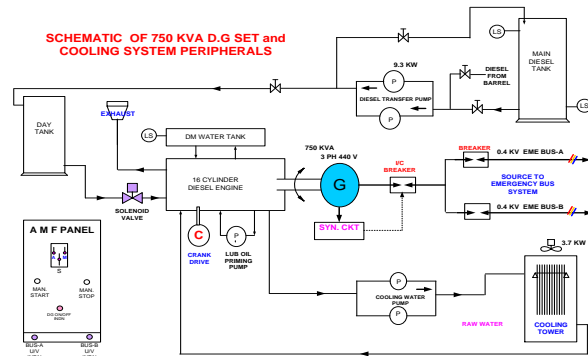 SCHEMATIC OF 750 KVA D.G SET and
COOLING SYSTEM PERIPHERALS
LS
MAIN
DIESEL
TANK
9.3 KW
P
DIESEL TRANSFER PUMP
P
DIESEL
FROM
BARREL
LS
DAY
TANK
EXHAUST
LS
DM WATER TANK
SOLENOID
VALVE
16 CYLINDER
DIESEL ENGINE
750 KVA
3 PH 440 V
G
I/C
BREAKER
BREAKER
0.4 KV EME BUS-A
SOURCE TO
EMERGENCY BUS
SYSTEM
0.4 KV EME BUS-B
SYN. CKT
C
CRANK
DRIVE
P
LUB OIL
PRIMING
PUMP
A M F PANEL
A
M
S
MAN.
START
MAN.
STOP
DG ON/OFF
INDN.
BUS-A
U/V
BUS-B
U/V
P
COOLING WATER
PUMP
P
RAW WATER
3.7 KW
COOLING
TOWER